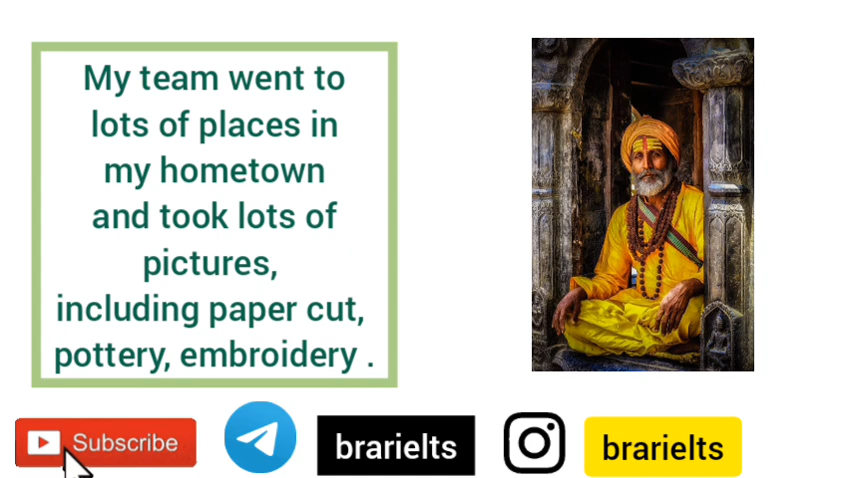 My team went to
lots of places in
my hometown
and took lots of
pictures,
including paper cut,
pottery, embroidery .
Subscribe
brarielts
brarielts